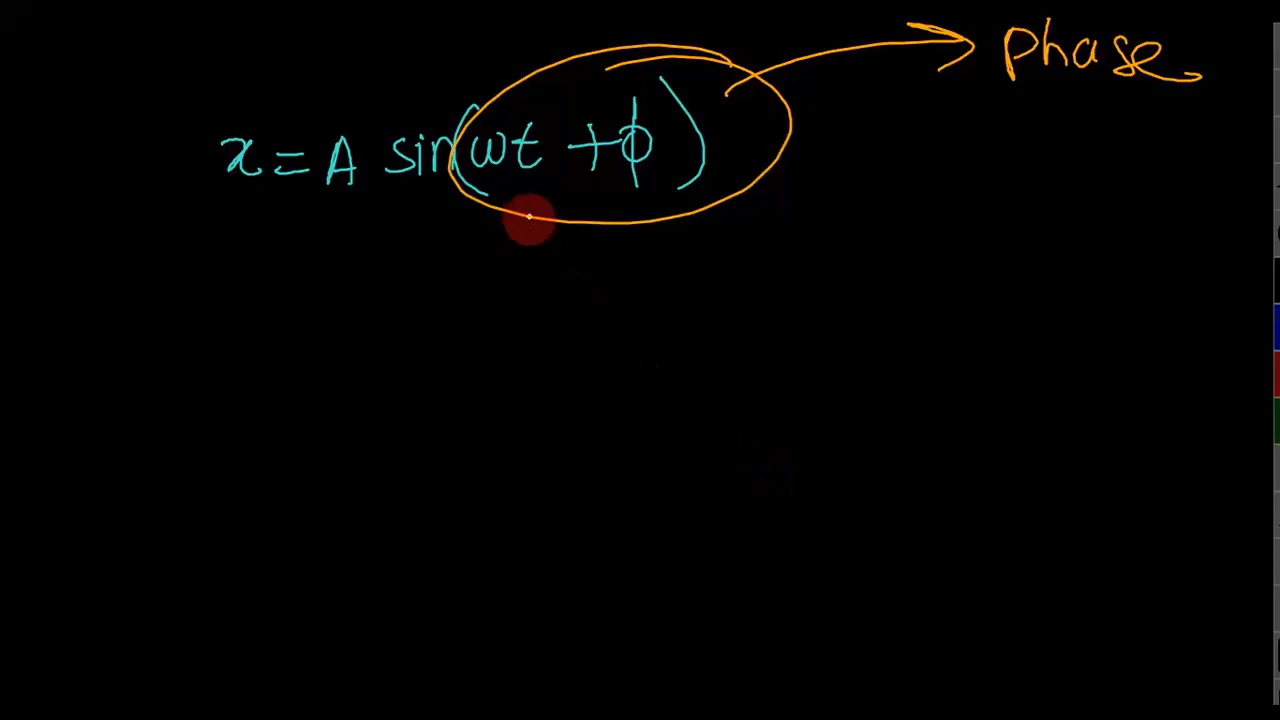 phase
x = A sin(ωt + ϕ)